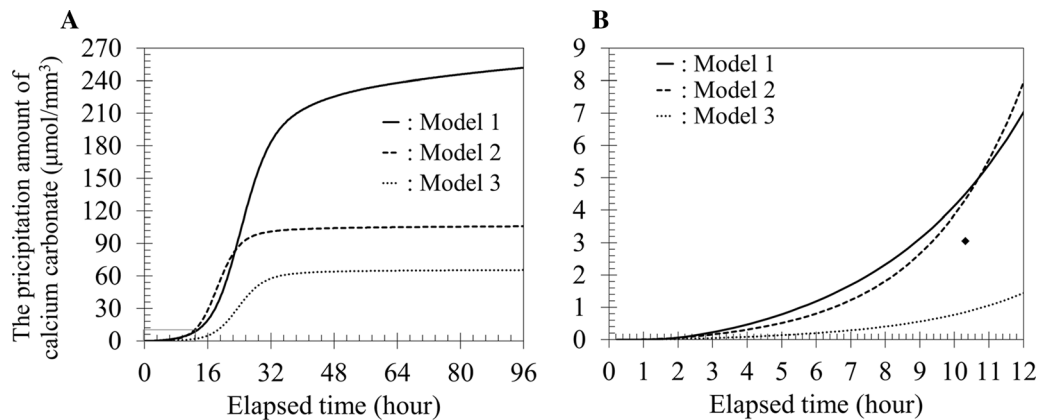 A
The pricipitation amount of
calcium carbonate (μmol/mm³)
270
240
210
180
150
120
90
60
30
0
: Model 1
: Model 2
: Model 3
0 16 32 48 64 80 96
Elapsed time (hour)
B
9
8
7
6
5
4
3
2
1
0
: Model 1
: Model 2
: Model 3
0 1 2 3 4 5 6 7 8 9 10 11 12
Elapsed time (hour)